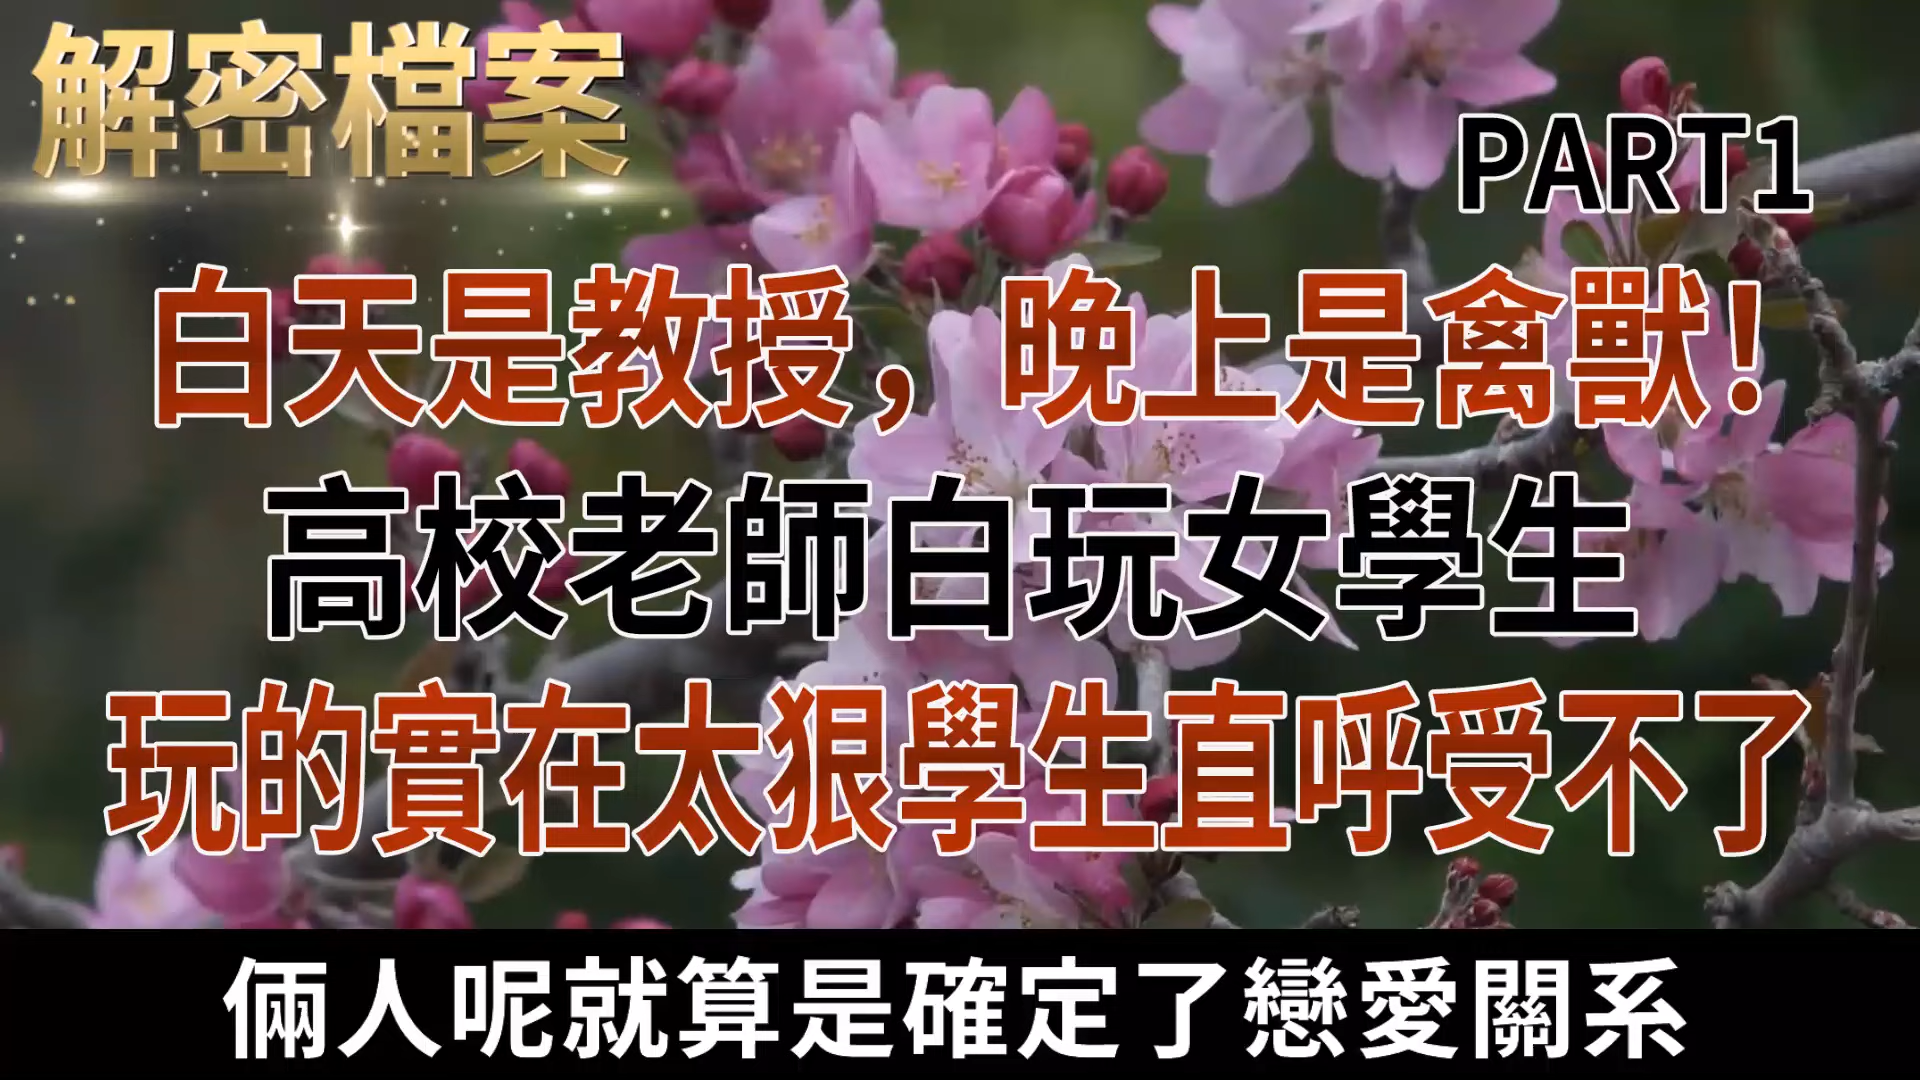 解密檔案
PART1
白天是教授，晚上是禽獸！
高校老師白玩女學生
玩的實在太狠學生直呼受不了
倆人呢就算是確定了戀愛關系